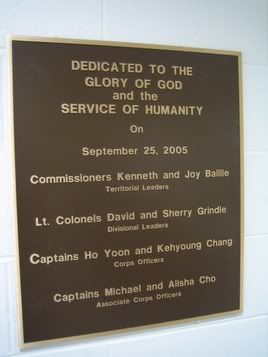 DEDICATED TO THE
GLORY OF GOD
and the
SERVICE OF HUMANITY
On
September 25, 2005
Commissioners Kenneth and Joy Baillie
Territorial Leaders
Lt. Colonels David and Sherry Grindle
Divisional Leaders
Captains Ho Yoon and Kehyoung Chang
Corps Officers
Captains Michael and Alisha Cho
Associate Corps Officers